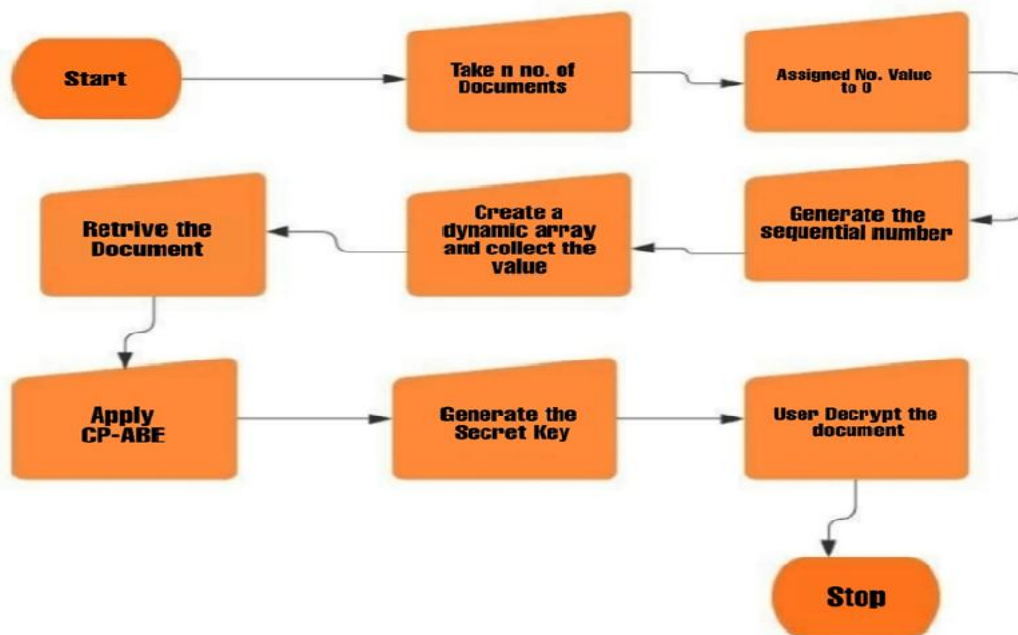 Start
Take n no. of
Documents
Assigned No. Value
to 0
Generate the
sequential number
Create a
dynamic array
and collect the
value
Retrive the
Document
Apply
CP-ABE
Generate the
Secret Key
User Decrypt the
document
Stop